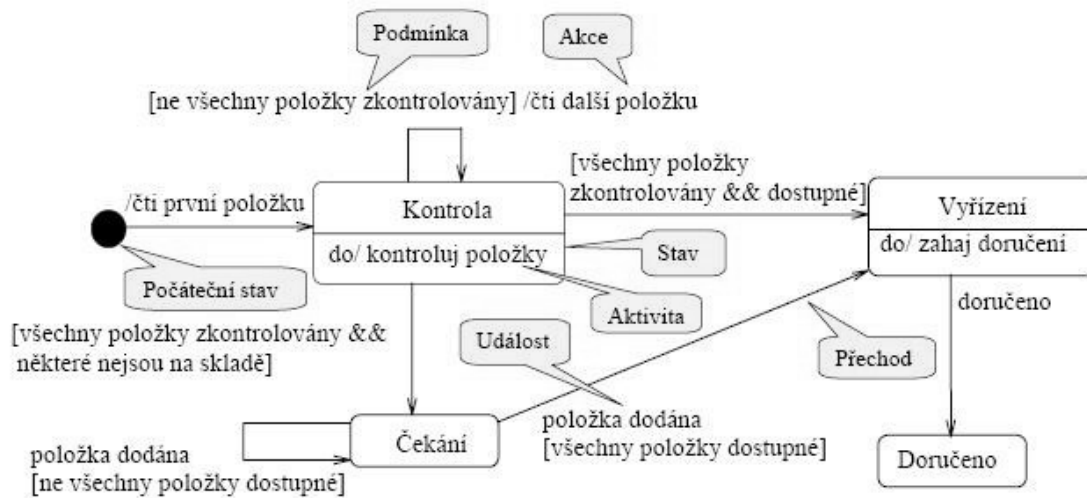 Podmínka
Akce
[ne všechny položky zkontrolovány] /čti další položku
[všechny položky
zkontrolovány && dostupné]
/čti první položku
Kontrola
do/ kontroluj položky
Vyřízení
do/ zahaj doručení
Stav
Počáteční stav
Aktivita
doručeno
[všechny položky zkontrolovány &&
některé nejsou na skladě]
Událost
Přechod
položka dodána
[všechny položky dostupné]
Čekání
položka dodána
[ne všechny položky dostupné]
Doručeno